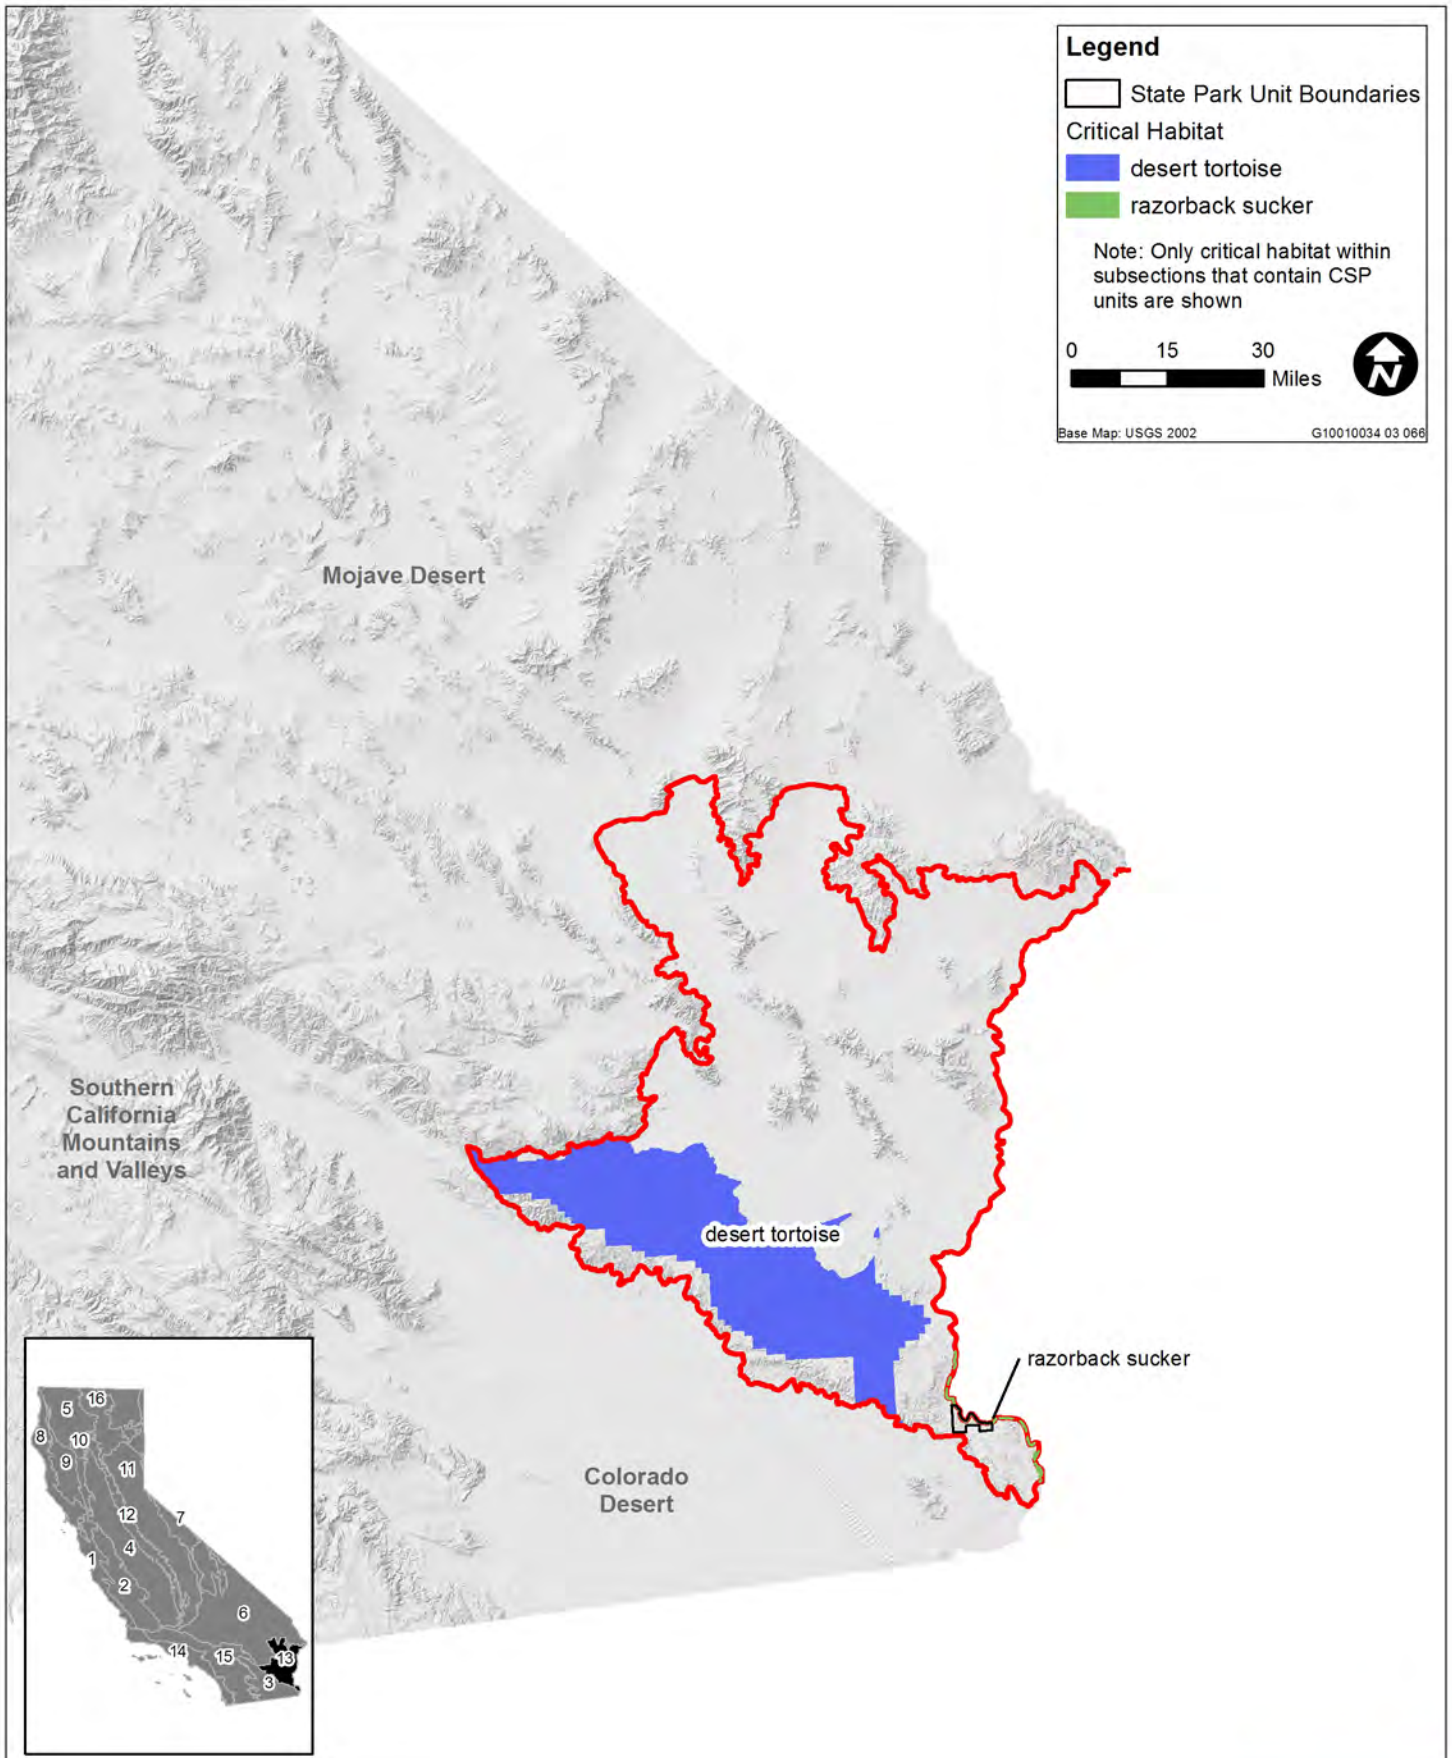 Legend
State Park Unit Boundaries
Critical Habitat
desert tortoise
razorback sucker
Note: Only critical habitat within
subsections that contain CSP
units are shown
0 15 30
Miles
N
Base Map: USGS 2002 G10010034 03 066
Mojave Desert
Southern
California
Mountains
and Valleys
desert tortoise
razorback sucker
Colorado
Desert
16
5
8
10
9
11
12
7
4
1
2
6
14
15
13
3